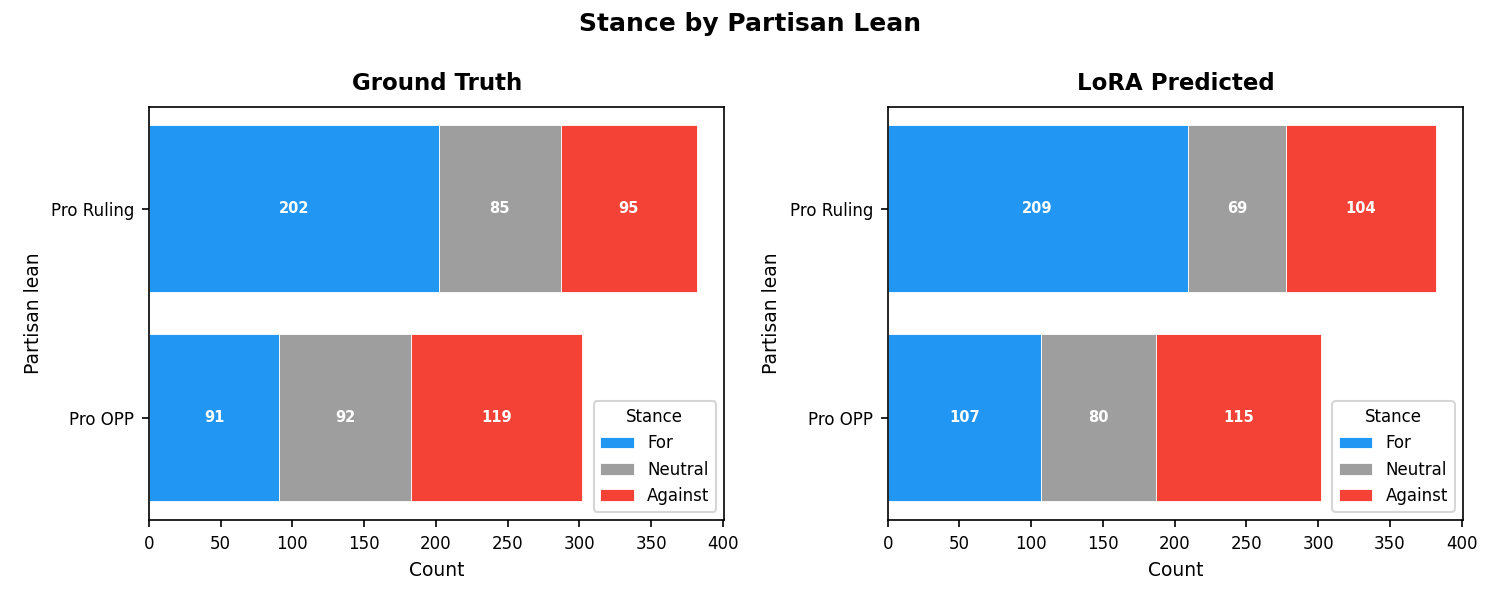 Stance by Partisan Lean
Ground Truth
Partisan lean
Pro Ruling
202
85
95
Pro OPP
91
92
119
Stance
For
Neutral
Against
0 50 100 150 200 250 300 350 400
Count
LoRA Predicted
Partisan lean
Pro Ruling
209
69
104
Pro OPP
107
80
115
Stance
For
Neutral
Against
0 50 100 150 200 250 300 350 400
Count